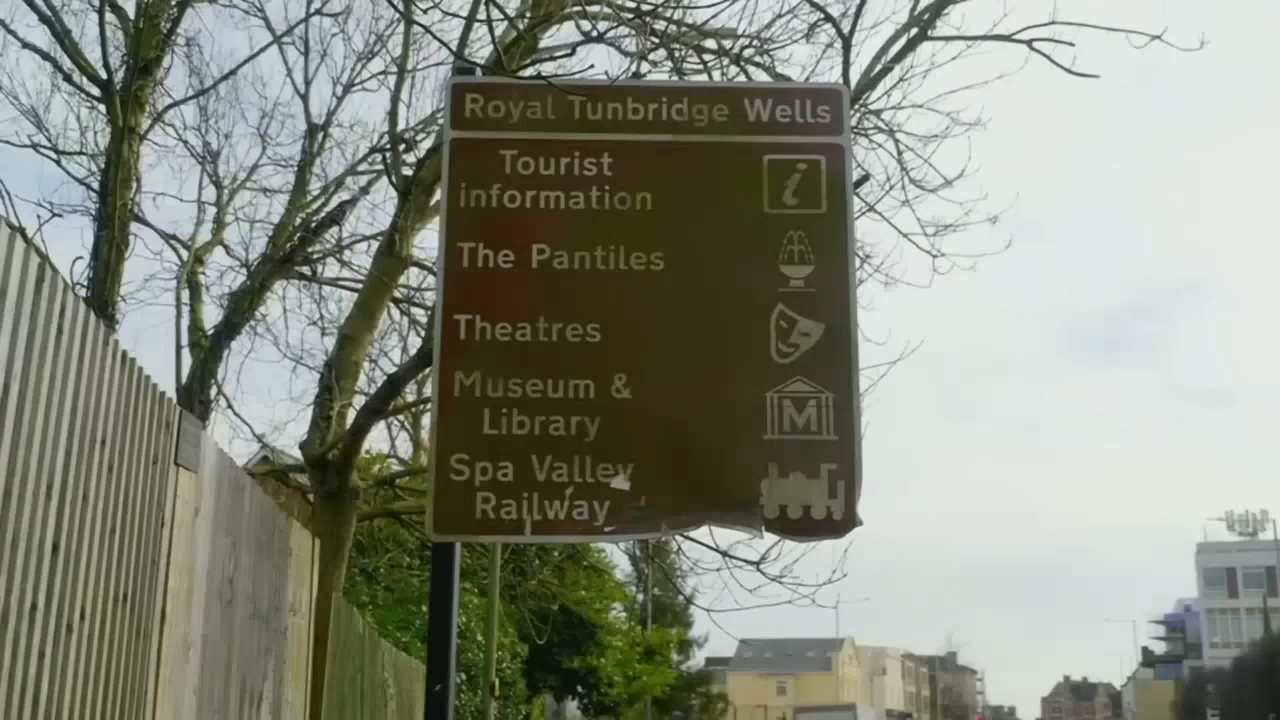 Royal Tunbridge Wells
Tourist
information
i
The Pantiles
Theatres
Museum &
Library
M
Spa Valley
Railway